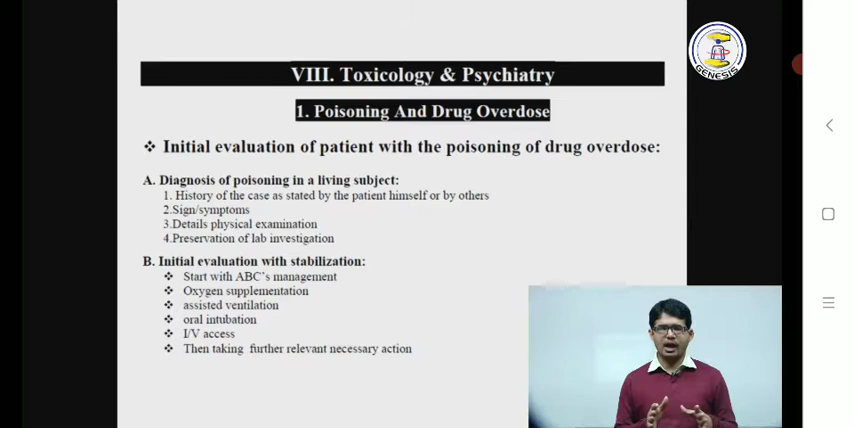 GENESIS
VIII. Toxicology & Psychiatry
1. Poisoning And Drug Overdose
❖ Initial evaluation of patient with the poisoning of drug overdose:
A. Diagnosis of poisoning in a living subject:
1. History of the case as stated by the patient himself or by others
2.Sign/symptoms
3.Details physical examination
4.Preservation of lab investigation
B. Initial evaluation with stabilization:
❖ Start with ABC's management
❖ Oxygen supplementation
❖ assisted ventilation
❖ oral intubation
❖ I/V access
❖ Then taking further relevant necessary action